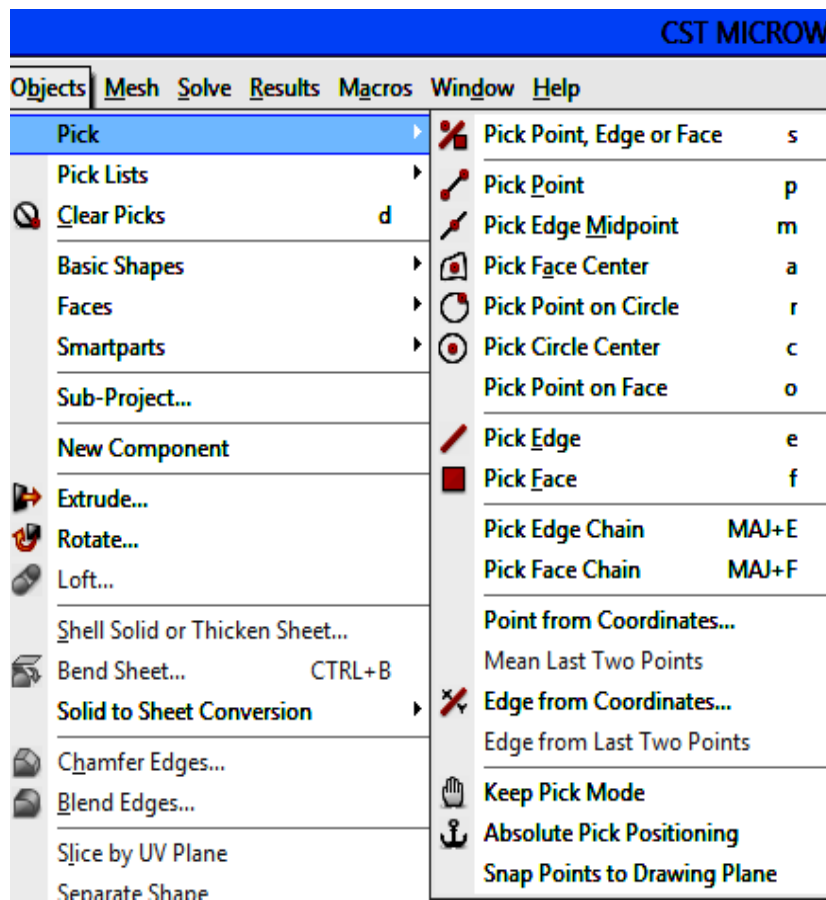 CST MICROW
Objects Mesh Solve Results Macros Window Help
Pick
Pick Lists
Clear Picks d
Basic Shapes
Faces
Smartparts
Sub-Project...
New Component
Extrude...
Rotate...
Loft...
Shell Solid or Thicken Sheet...
Bend Sheet... CTRL+B
Solid to Sheet Conversion
Chamfer Edges...
Blend Edges...
Slice by UV Plane
Separate Shape
Pick Point, Edge or Face s
Pick Point p
Pick Edge Midpoint m
Pick Face Center a
Pick Point on Circle r
Pick Circle Center c
Pick Point on Face o
Pick Edge e
Pick Face f
Pick Edge Chain MAJ+E
Pick Face Chain MAJ+F
Point from Coordinates...
Mean Last Two Points
Edge from Coordinates...
Edge from Last Two Points
Keep Pick Mode
Absolute Pick Positioning
Snap Points to Drawing Plane